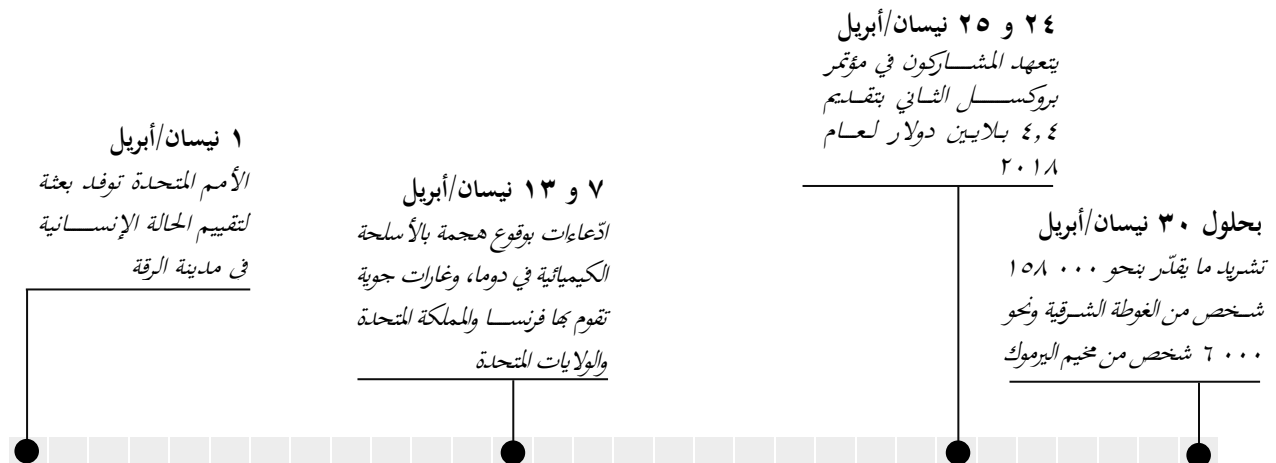 ١ نيسان/أبريل
الأمم المتحدة توفد بعثة
لتقييم الحالة الإنسانية
في مدينة الرقة
٧ و ١٣ نيسان/أبريل
ادّعاءات بوقوع هجمة بالأسلحة
الكيميائية في دوما، وغارات جوية
تقوم بها فرنسا والمملكة المتحدة
والولايات المتحدة
٢٤ و ٢٥ نيسان/أبريل
يتعهد المشاركون في مؤتمر
بروكسل الثاني بتقديم
٤,٤ بلايين دولار لعام
٢٠١٨
بحلول ٣٠ نيسان/أبريل
تشريد ما يقدّر بنحو ٠٠٠ ١٥٨
شخص من الغوطة الشرقية ونحو
٠٠٠ ٦ شخص من مخيم اليرموك